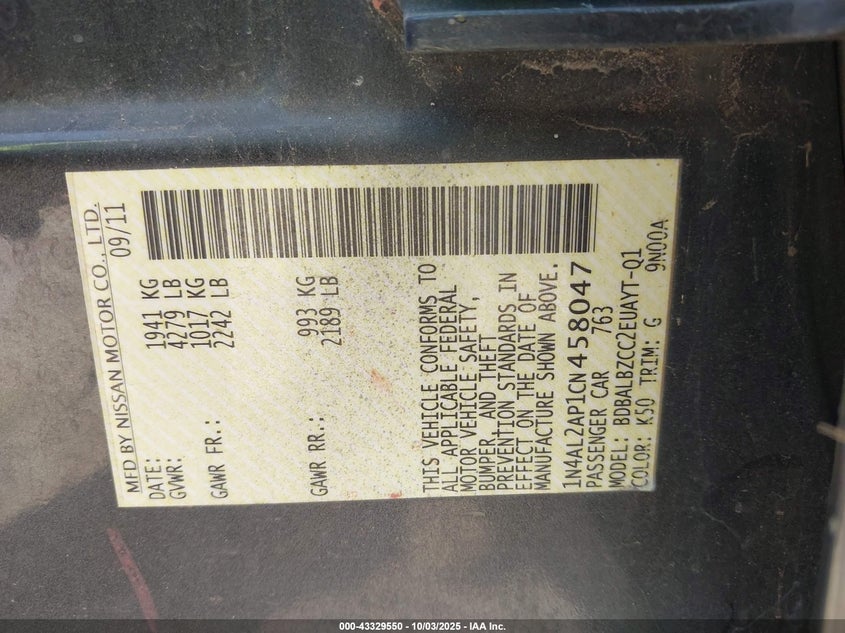 MFD BY NISSAN MOTOR CO., LTD.
DATE: 09/11
GVWR: 1941 KG
4279 LB
GAWR FR.: 1017 KG
2242 LB
GAWR RR.: 993 KG
2189 LB
THIS VEHICLE CONFORMS TO
ALL APPLICABLE FEDERAL
MOTOR VEHICLE SAFETY,
BUMPER, AND THEFT
PREVENTION STANDARDS IN
EFFECT ON THE DATE OF
MANUFACTURE SHOWN ABOVE.
1N4AL2AP1CN458047
PASSENGER CAR 763
MODEL: BDBALBZCC2EUAYT-Q1
COLOR: K50 TRIM: G 9N00A
000-43329550 - 10/03/2025 - IAA Inc.